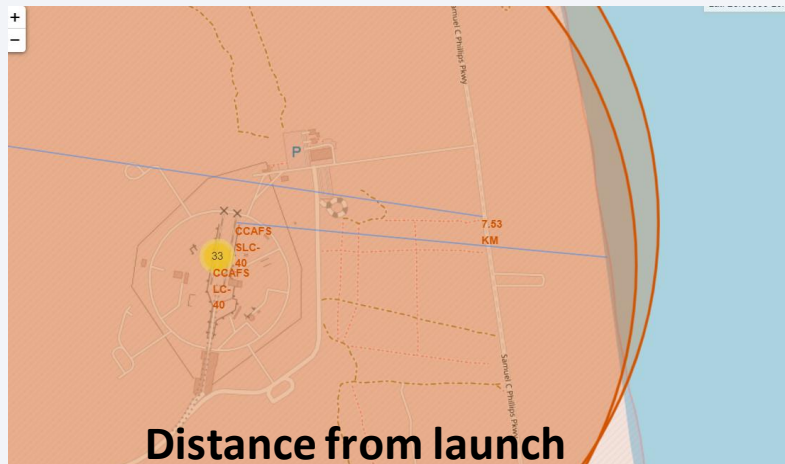 +
−
Samuel C Phillips Pkwy
P
7.53
KM
CCAFS
SLC-
40
33
CCAFS
LC-
40
Samuel C Phillips Pkwy
Distance from launch